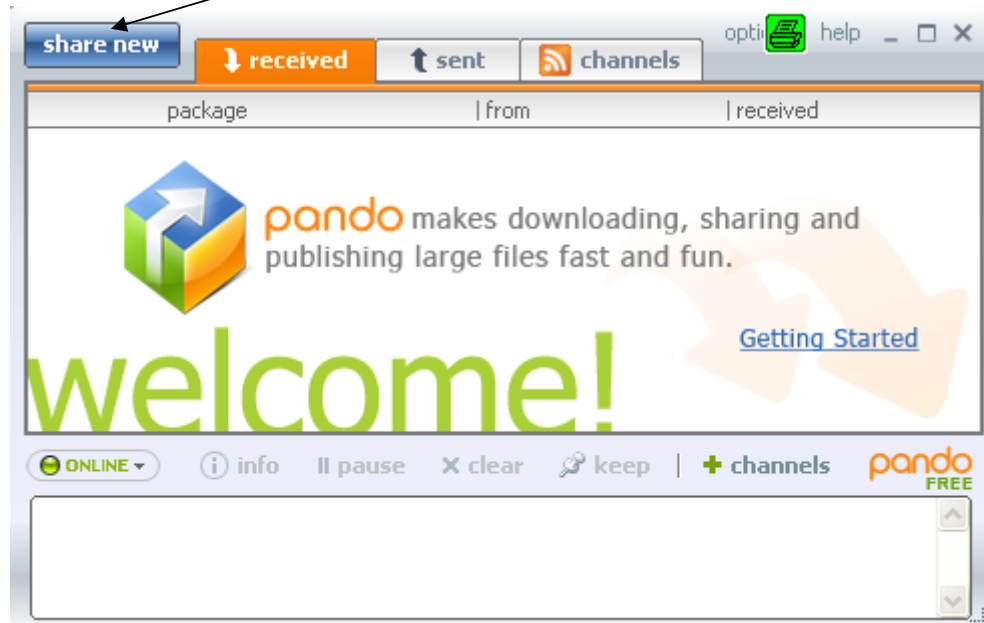 share new
received
sent
channels
help
package | from | received
pando makes downloading, sharing and
publishing large files fast and fun.
Getting Started
welcome!
ONLINE
info
pause
clear
keep
channels
pando
FREE